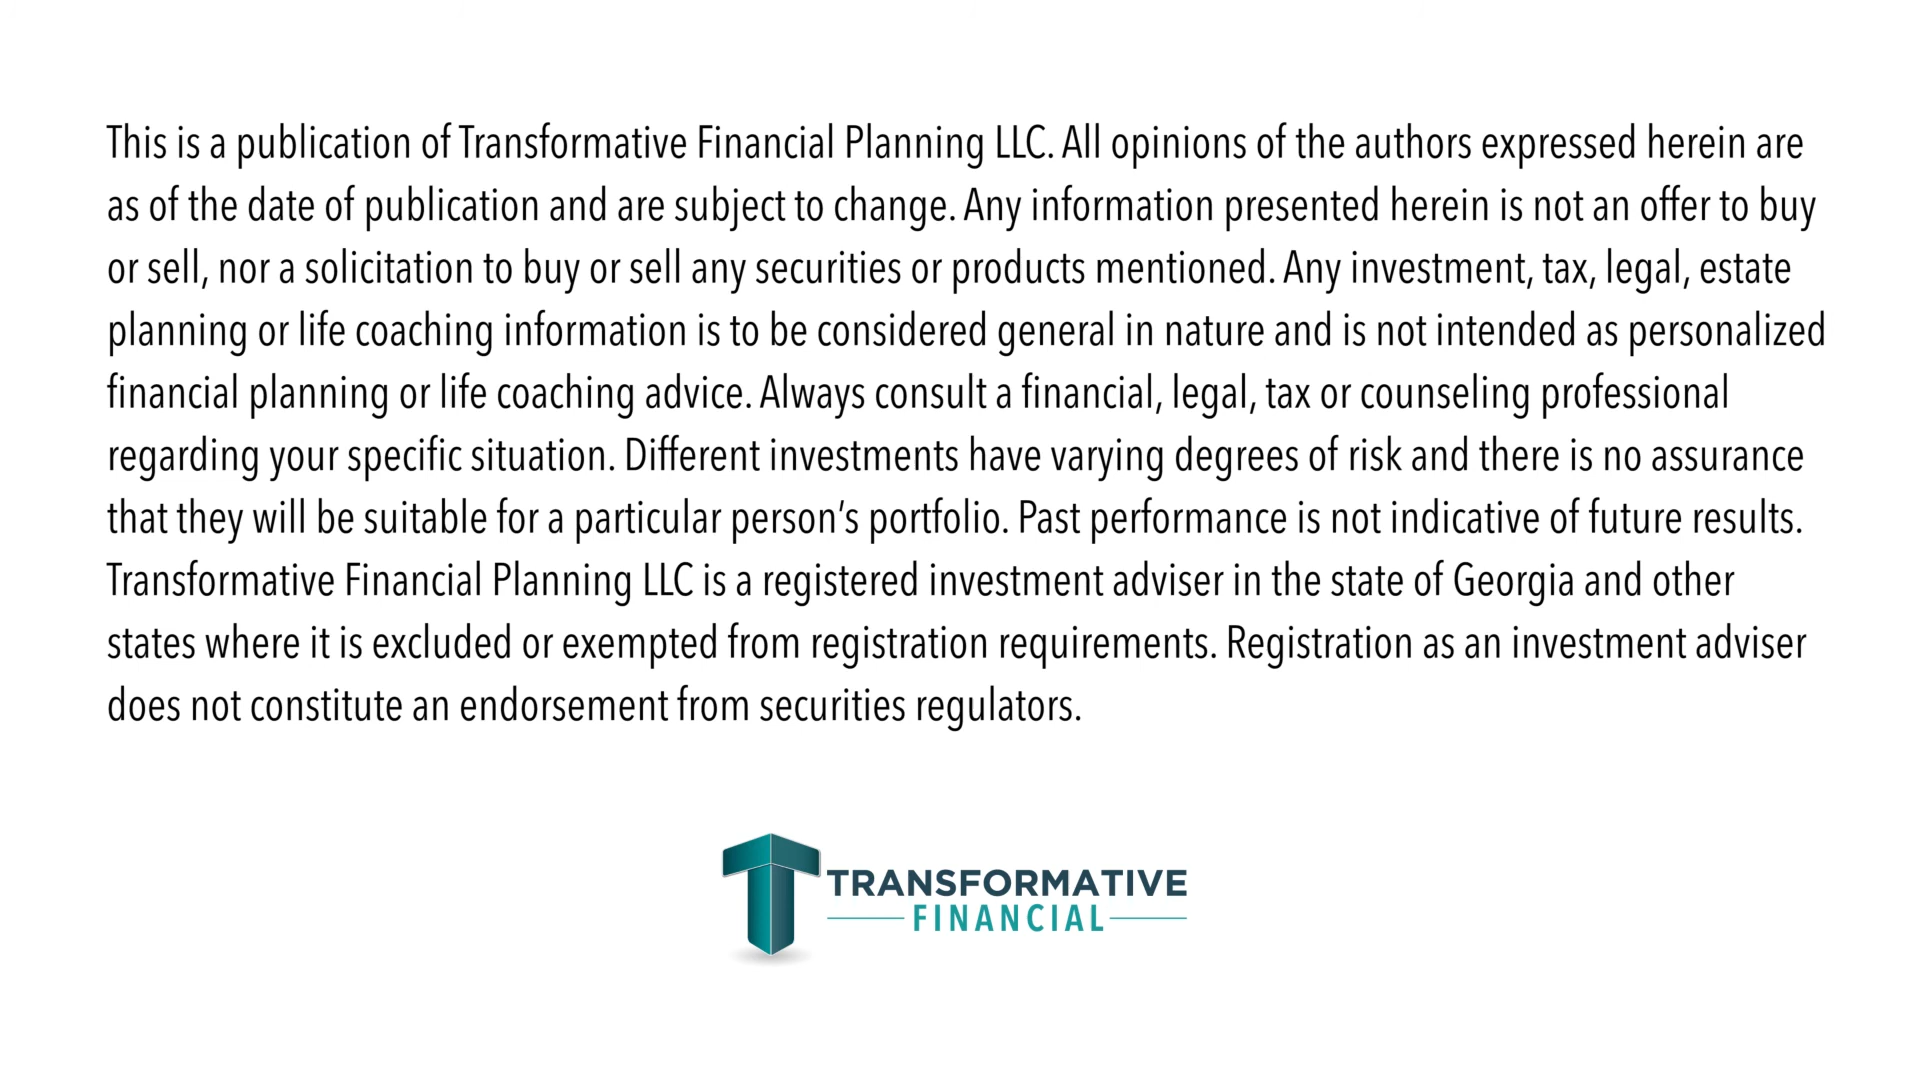 This is a publication of Transformative Financial Planning LLC. All opinions of the authors expressed herein are
as of the date of publication and are subject to change. Any information presented herein is not an offer to buy
or sell, nor a solicitation to buy or sell any securities or products mentioned. Any investment, tax, legal, estate
planning or life coaching information is to be considered general in nature and is not intended as personalized
financial planning or life coaching advice. Always consult a financial, legal, tax or counseling professional
regarding your specific situation. Different investments have varying degrees of risk and there is no assurance
that they will be suitable for a particular person’s portfolio. Past performance is not indicative of future results.
Transformative Financial Planning LLC is a registered investment adviser in the state of Georgia and other
states where it is excluded or exempted from registration requirements. Registration as an investment adviser
does not constitute an endorsement from securities regulators.
TRANSFORMATIVE
FINANCIAL